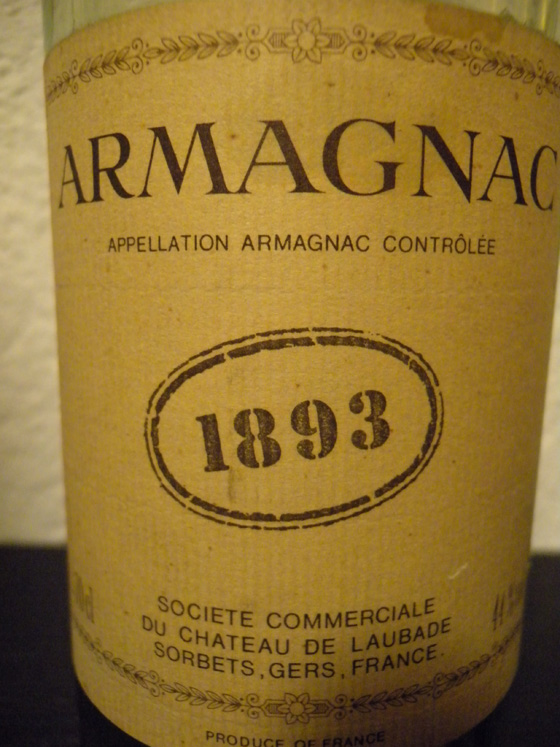 ARMAGNAC
APPELLATION ARMAGNAC CONTRÔLÉE
1893
SOCIETE COMMERCIALE
DU CHATEAU DE LAUBADE
SORBETS, GERS, FRANCE.
PRODUCE OF FRANCE